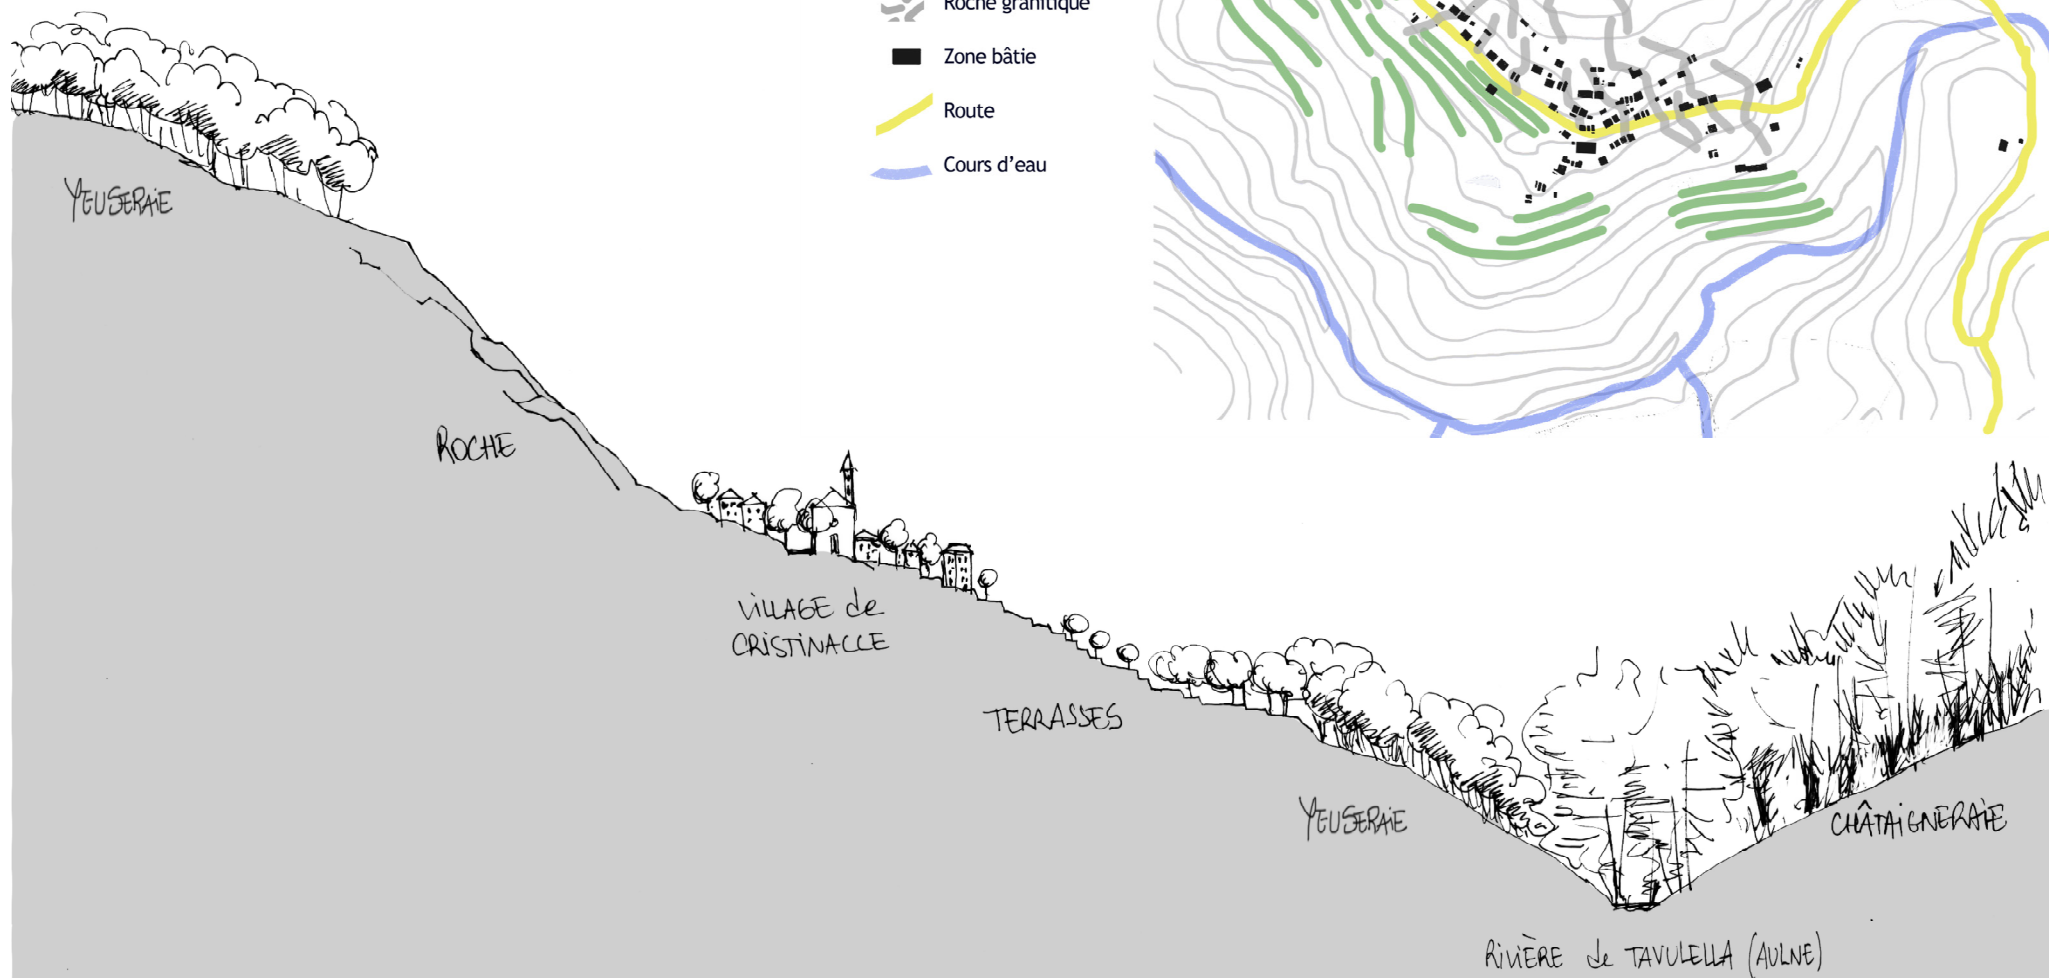 Roche granitique
Zone bâtie
Route
Cours d'eau
YEUSERAIE
ROCHE
VILLAGE de
CRISTINACCE
TERRASSES
YEUSERAIE
CHÂTAIGNERAIE
RIVIÈRE de TAVULELLA (AULNE)